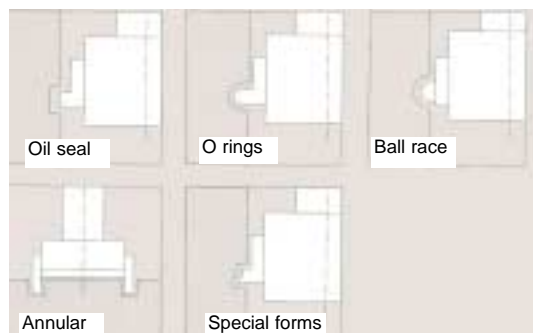 Oil seal
O rings
Ball race
Annular
Special forms